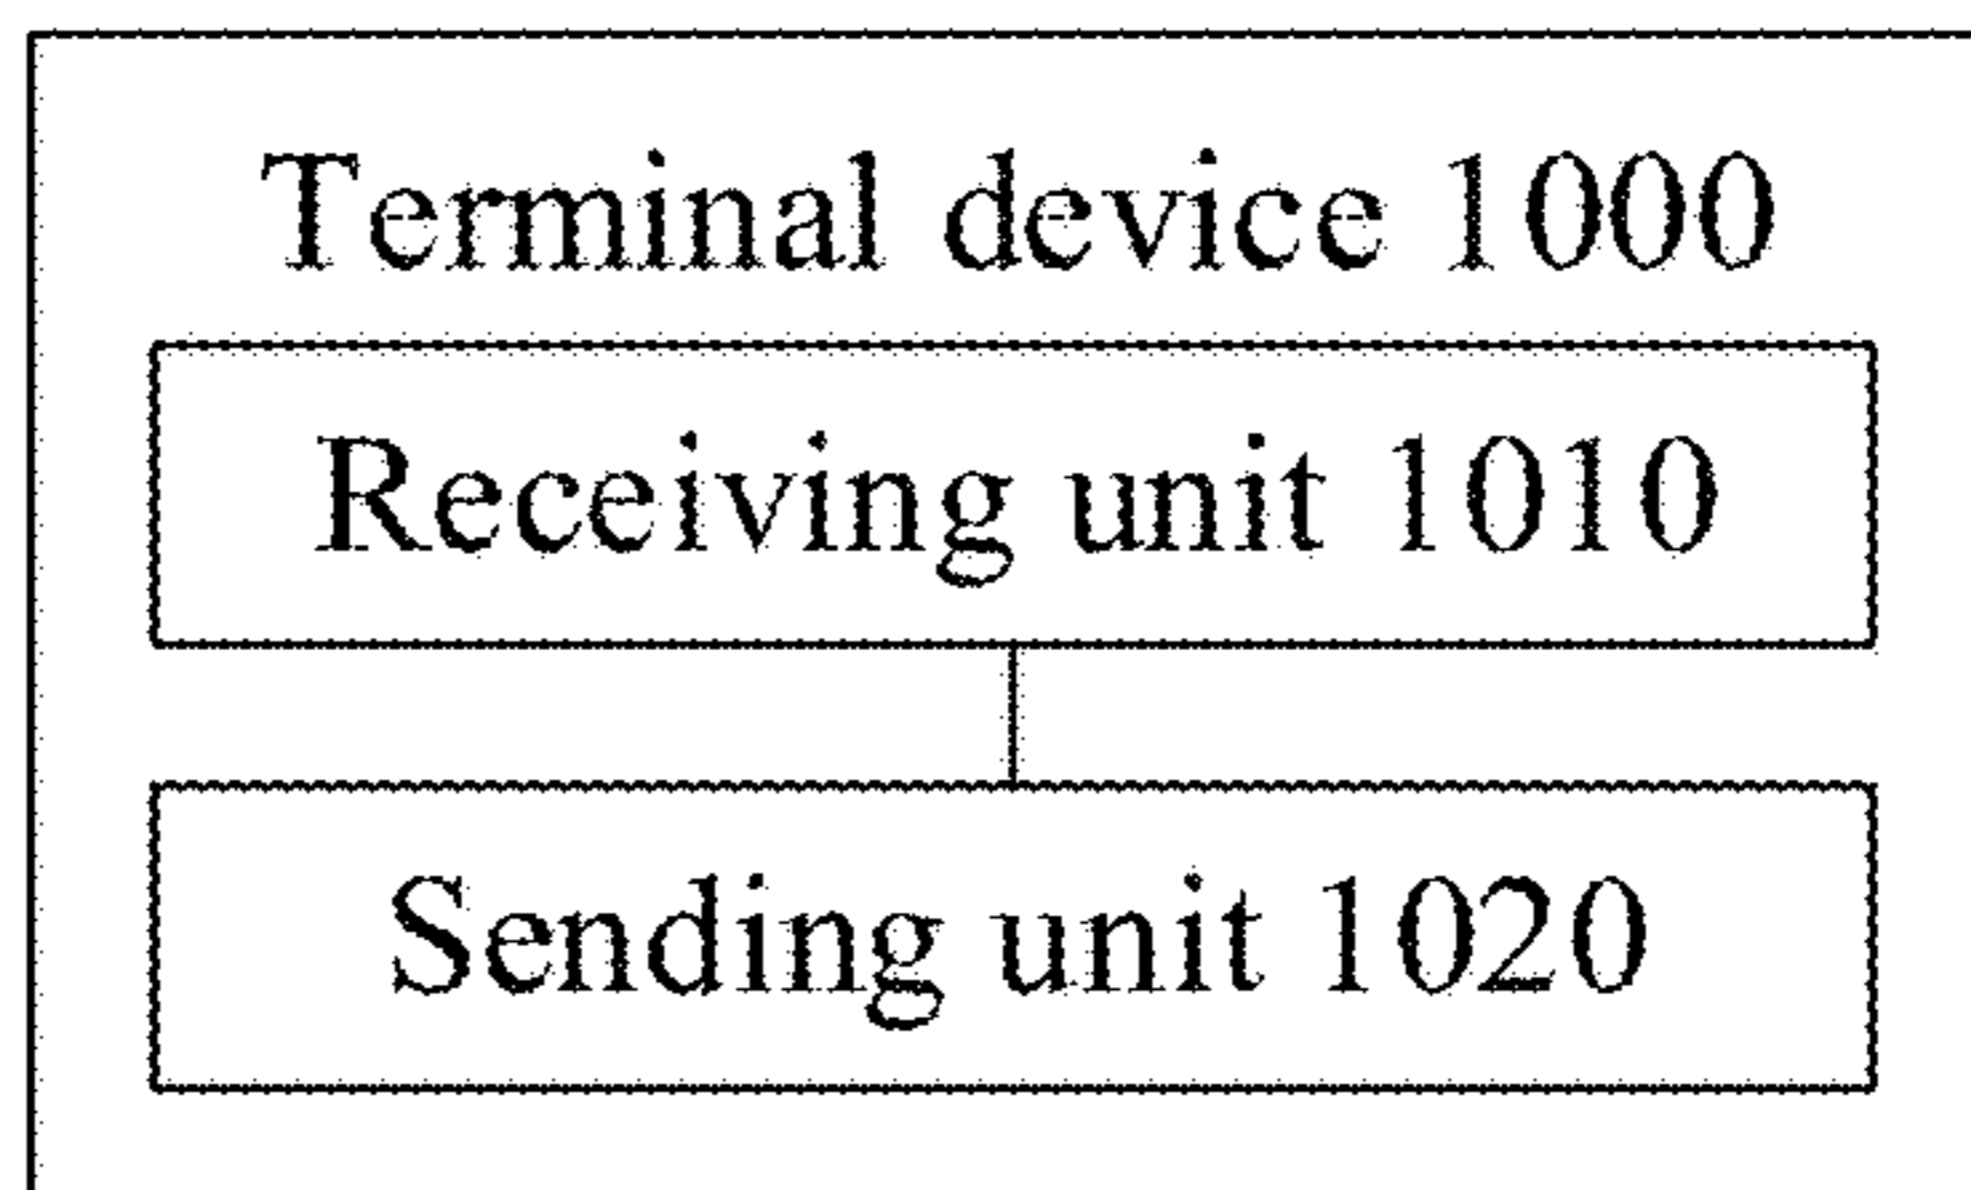 Terminal device 1000
Receiving unit 1010
Sending unit 1020